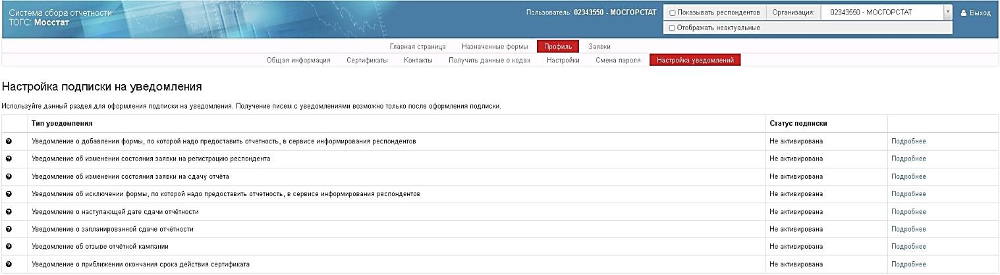 Система сбора отчетности
ТОГС: Мосстат
Пользователь: 02343550 - МОСГОРСТАТ
Показывать респондентов
Организация:
02343550 - МОСГОРСТАТ
Выход
Отображать неактуальные
Главная страница Назначенные формы Профиль Заявки
Общая информация Сертификаты Контакты Получить данные о кодах Настройки Смена пароля Настройка уведомлений
Настройка подписки на уведомления
Используйте данный раздел для оформления подписки на уведомления. Получение писем с уведомлениями возможно только после оформления подписки.
Тип уведомления Статус подписки
Уведомление о добавлении формы, по которой надо предоставить отчетность, в сервисе информирования респондентов Не активирована Подробнее
Уведомление об изменении состояния заявки на регистрацию респондента Не активирована Подробнее
Уведомление об изменении состояния заявки на сдачу отчёта Не активирована Подробнее
Уведомление об исключении формы, по которой надо предоставить отчетность, в сервисе информирования респондентов Не активирована Подробнее
Уведомление о наступающей дате сдачи отчётности Не активирована Подробнее
Уведомление о запланированной сдаче отчётности Не активирована Подробнее
Уведомление об отзыве отчётной кампании Не активирована Подробнее
Уведомление о приближении окончания срока действия сертификата Не активирована Подробнее